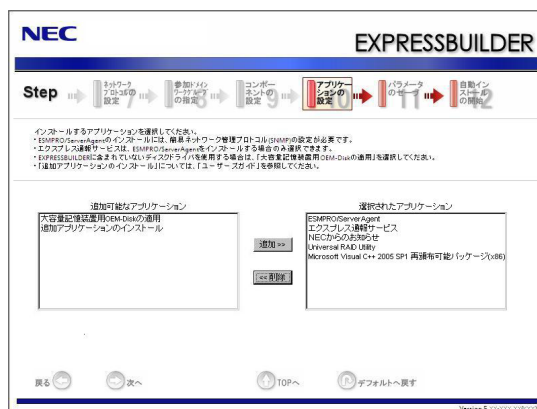 NEC
EXPRESSBUILDER
Step
ネットワーク
プロトコルの
設定
7
参加ドメイン
ワークグループ
の指定
8
コンポー
ネントの
設定
9
アプリケー
ションの
設定
10
パラメータ
のセーブ
11
自動イン
ストール
の開始
12
インストールするアプリケーションを選択してください。
・ESMPRO/ServerAgentのインストールには、簡易ネットワーク管理プロトコル(SNMP)の設定が必要です。
・エクスプレス通報サービスは、ESMPRO/ServerAgentをインストールする場合のみ選択できます。
・EXPRESSBUILDERに含まれていないディスクドライバを使用する場合は、「大容量記憶装置用OEM-Diskの適用」を選択してください。
・「追加アプリケーションのインストール」については、「ユーザーズガイド」を参照してください。
追加可能なアプリケーション
大容量記憶装置用OEM-Diskの適用
追加アプリケーションのインストール
追加 >>
<< 削除
選択されたアプリケーション
ESMPRO/ServerAgent
エクスプレス通報サービス
NECからのお知らせ
Universal RAID Utility
Microsoft Visual C++ 2005 SP1 再頒布可能パッケージ(x86)
戻る
次へ
TOPへ
デフォルトへ戻す
Version 5